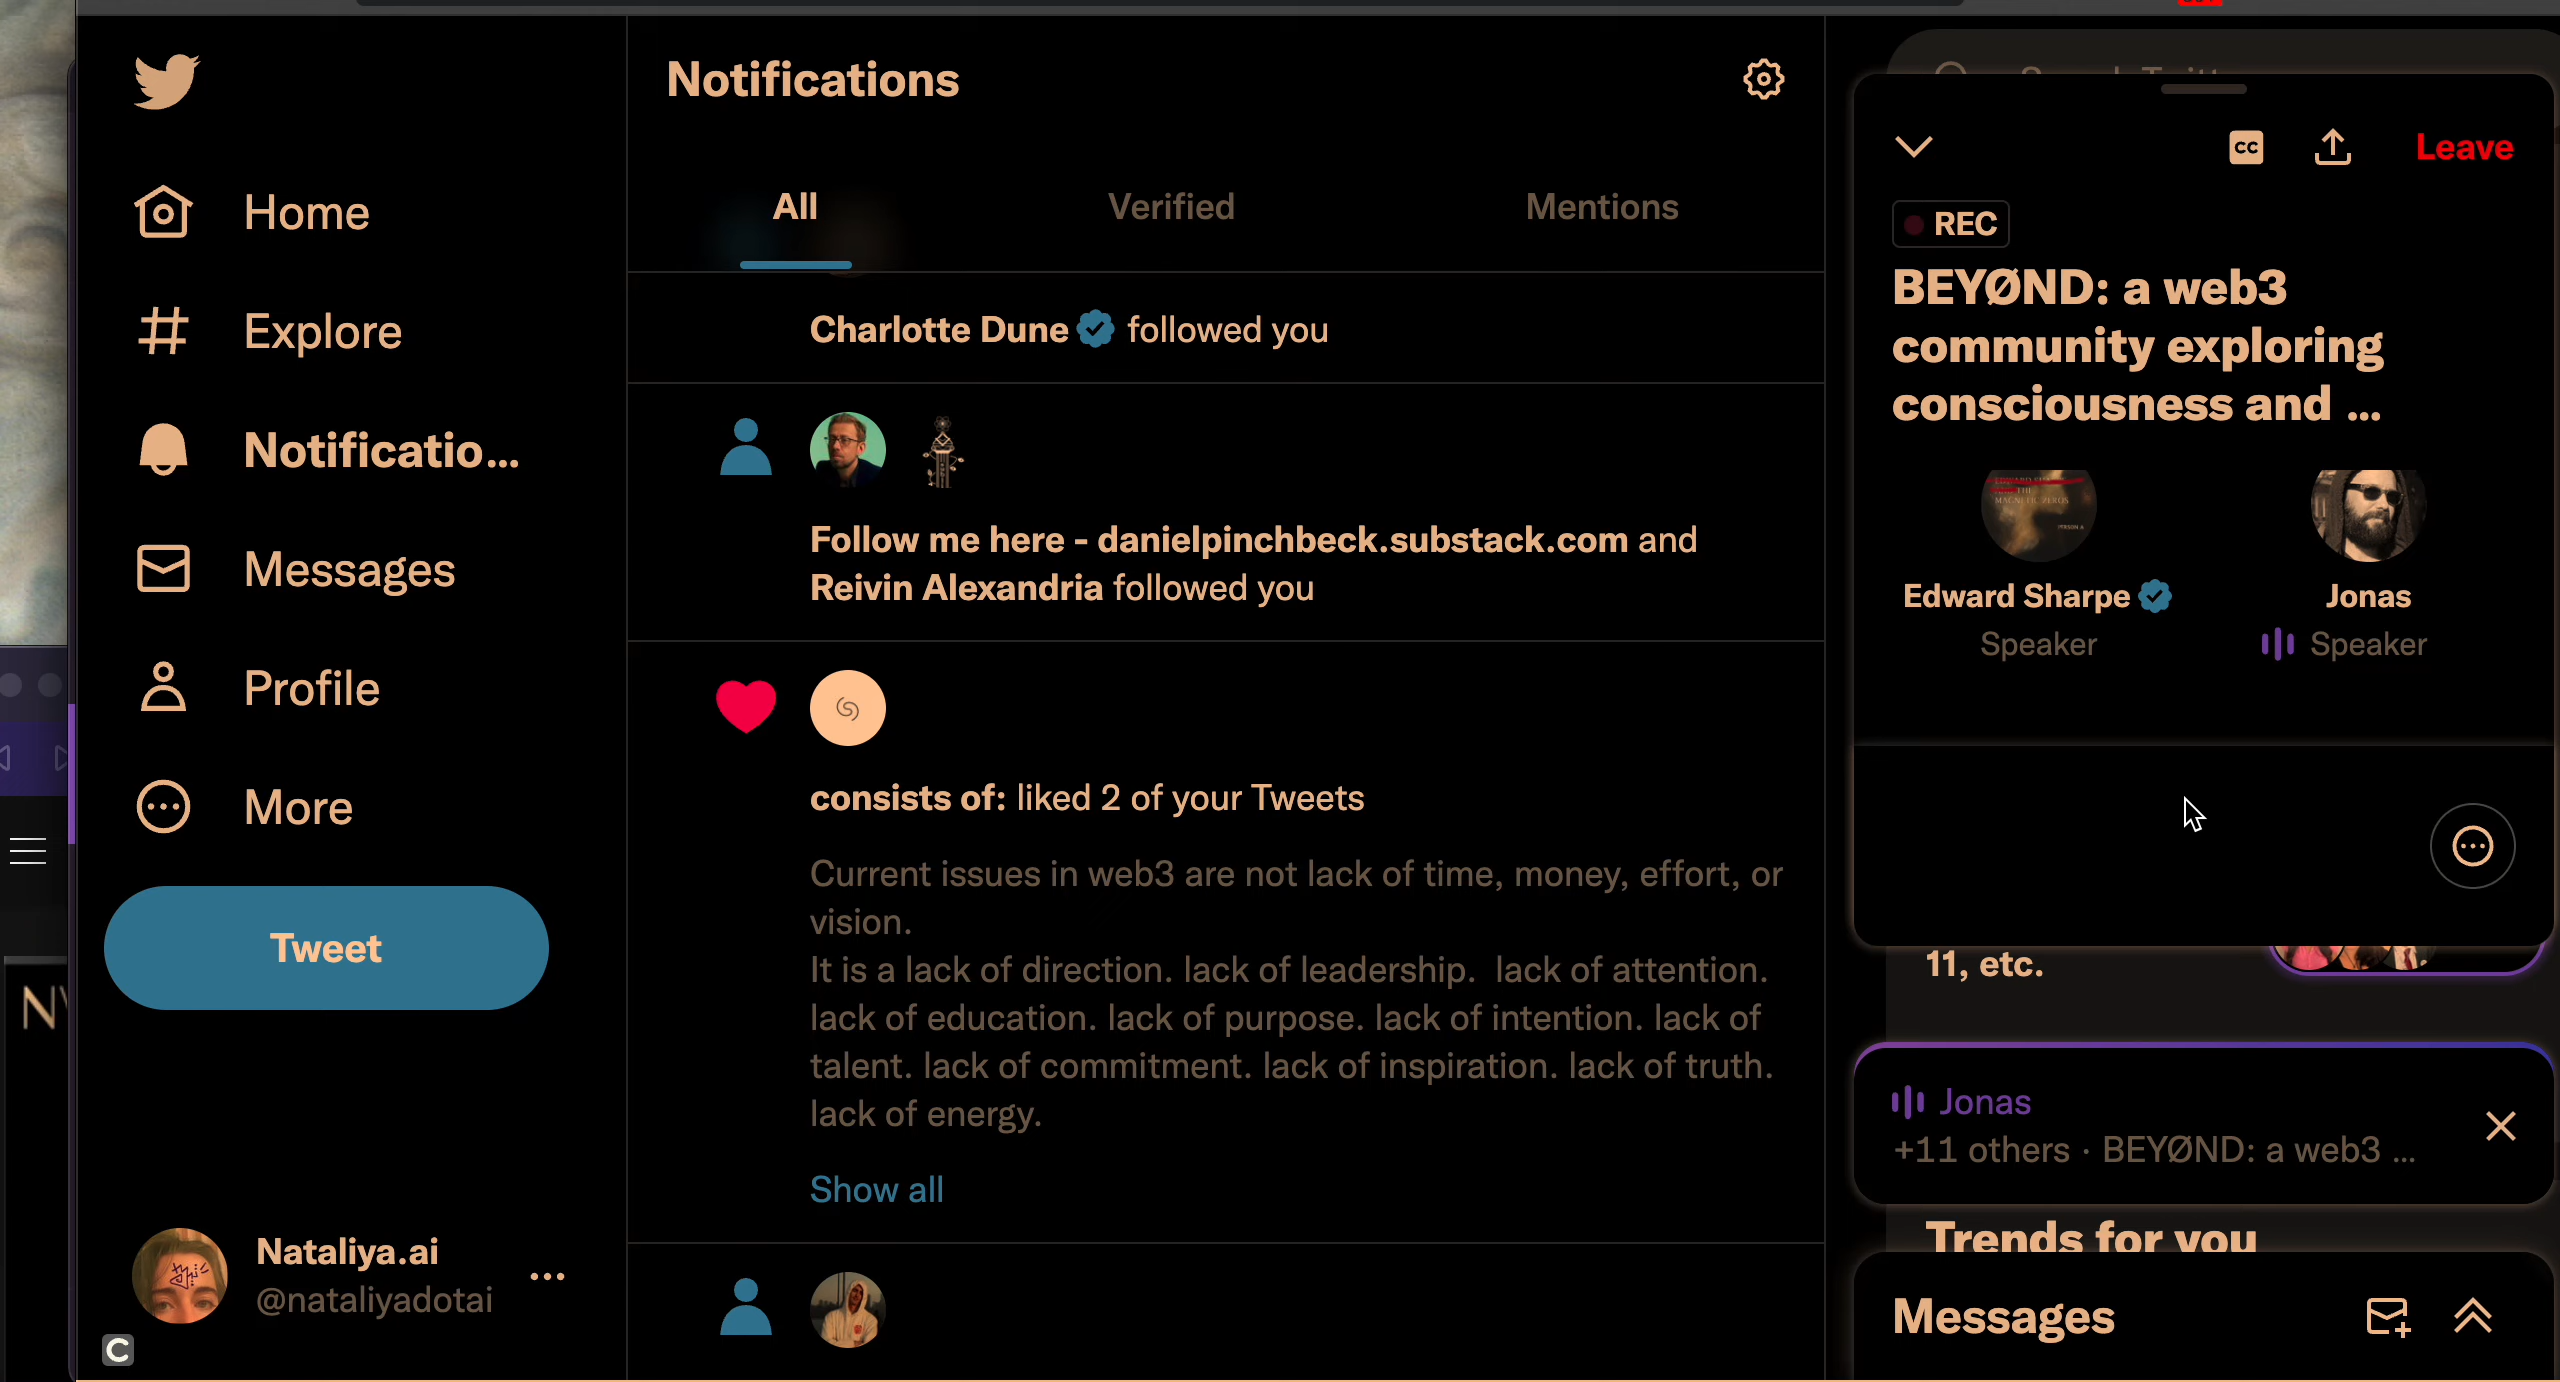 Home
Explore
Notificatio...
Messages
Profile
More
Tweet
Nataliya.ai
@nataliyadotai
C
Notifications
All
Verified
Mentions
Charlotte Dune followed you
Follow me here - danielpinchbeck.substack.com and
Reivin Alexandria followed you
consists of: liked 2 of your Tweets
Current issues in web3 are not lack of time, money, effort, or
vision.
It is a lack of direction. lack of leadership.  lack of attention.
lack of education. lack of purpose. lack of intention. lack of
talent. lack of commitment. lack of inspiration. lack of truth.
lack of energy.
Show all
CC
Leave
REC
BEYØND: a web3
community exploring
consciousness and ...
MAGNETIC ZEROS
PERSON A
Edward Sharpe
Speaker
Jonas
Speaker
11, etc.
Jonas
+11 others · BEYØND: a web3 ...
Trends for you
Messages